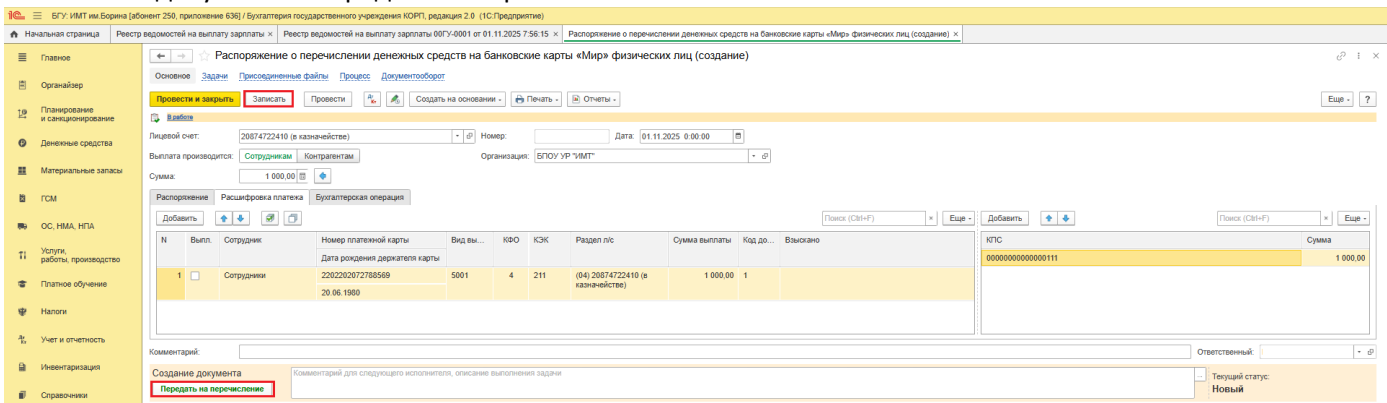 БГУ: ИМТ им.Борина [абонент 250, приложение 636] / Бухгалтерия государственного учреждения КОРП, редакция 2.0 (1С:Предприятие)
Начальная страница Реестр ведомостей на выплату зарплаты × Реестр ведомостей на выплату зарплаты 00ГУ-0001 от 01.11.2025 7:56:15 × Распоряжение о перечислении денежных средств на банковские карты «Мир» физических лиц (создание) ×
Главное
Органайзер
Планирование
и санкционирование
Денежные средства
Материальные запасы
ГСМ
ОС, НМА, НПА
Услуги,
работы, производство
Платное обучение
Налоги
Учет и отчетность
Инвентаризация
Справочники
Распоряжение о перечислении денежных средств на банковские карты «Мир» физических лиц (создание)
Основное Задачи Присоединенные файлы Процесс Документооборот
Провести и закрыть Записать Провести Создать на основании Печать Отчеты Еще ?
В работе
Лицевой счет: 20874722410 (в казначействе) Номер: Дата: 01.11.2025 0:00:00
Выплата производится: Сотрудникам Контрагентам Организация: БПОУ УР "ИМТ"
Сумма: 1 000,00
Распоряжение Расшифровка платежа Бухгалтерская операция
Добавить Поиск (Ctrl+F) × Еще Добавить Поиск (Ctrl+F) × Еще
N Выпл. Сотрудник Номер платежной карты Вид вы... КФО КЭК Раздел л/с Сумма выплаты Код до... Взыскано КПС Сумма
Дата рождения держателя карты
1 Сотрудники 2202202072788569 5001 4 211 (04) 20874722410 (в казначействе) 1 000,00 1 00000000000000111 1 000,00
20.06.1980
Комментарий: Ответственный:
Создание документа Комментарий для следующего исполнителя, описание выполнения задачи ... Текущий статус:
Передать на перечисление Новый